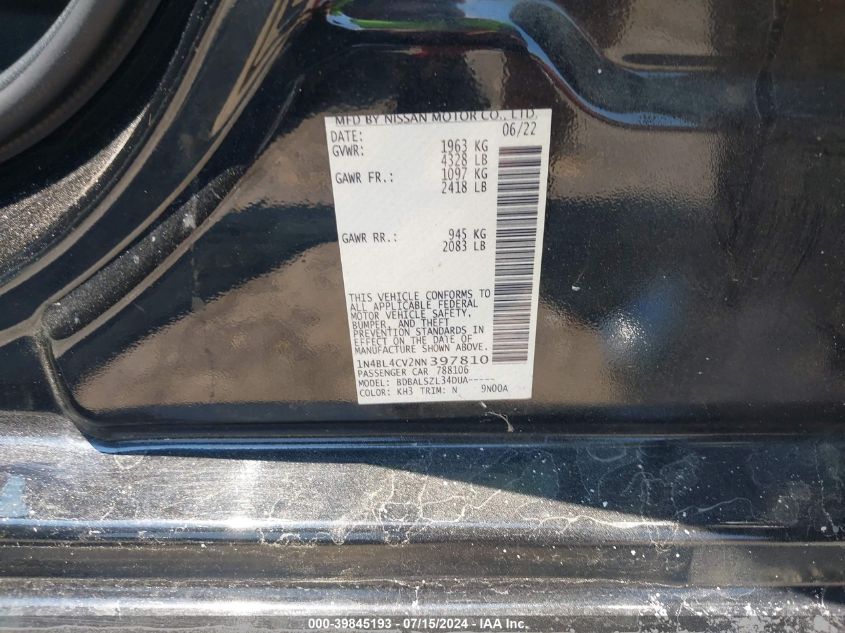 MFD BY NISSAN MOTOR CO., LTD.
DATE: 06/22
GVWR: 1963 KG
4328 LB
GAWR FR.: 1097 KG
2418 LB
GAWR RR.: 945 KG
2083 LB
THIS VEHICLE CONFORMS TO
ALL APPLICABLE FEDERAL
MOTOR VEHICLE SAFETY,
BUMPER, AND THEFT
PREVENTION STANDARDS IN
EFFECT ON THE DATE OF
MANUFACTURE SHOWN ABOVE.
1N4BL4CV2NN397810
PASSENGER CAR 788106
MODEL: BDBALSZL34DUA-----
COLOR: KH3 TRIM: N 9N00A
000-39845193 - 07/15/2024 - IAA Inc.